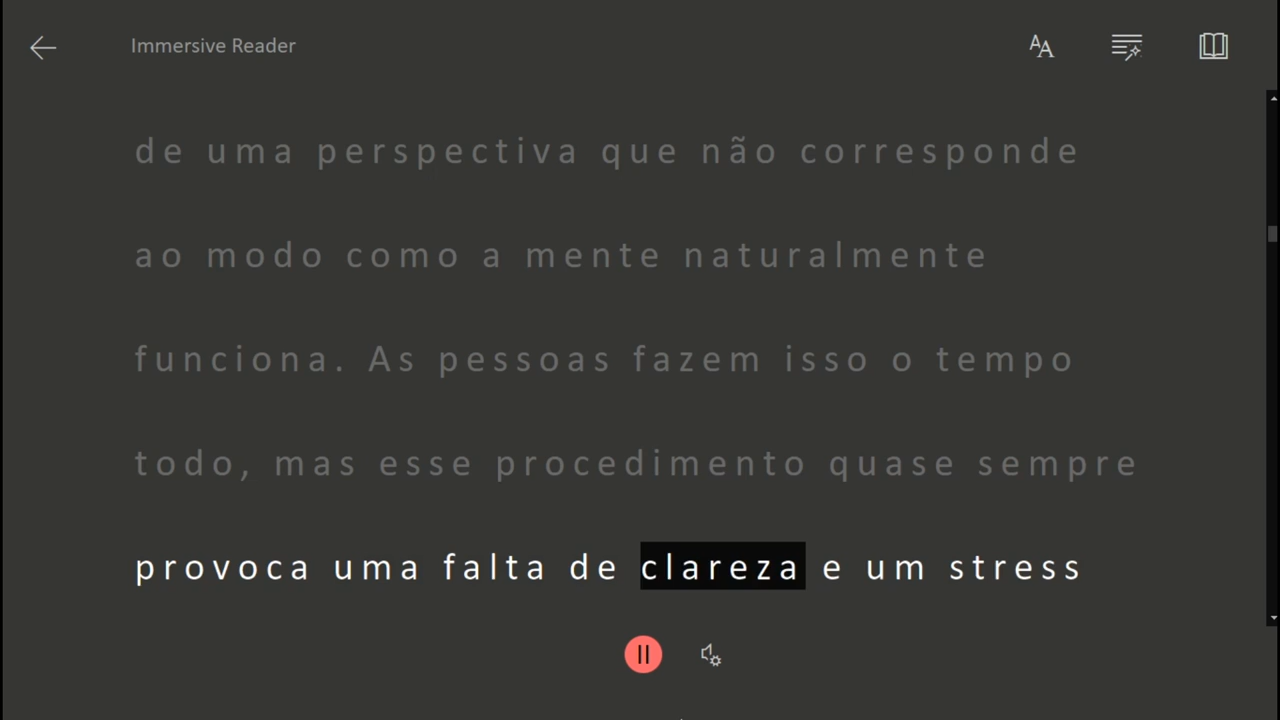 Immersive Reader
de uma perspectiva que não corresponde
ao modo como a mente naturalmente
funciona. As pessoas fazem isso o tempo
todo, mas esse procedimento quase sempre
provoca uma falta de clareza e um stress